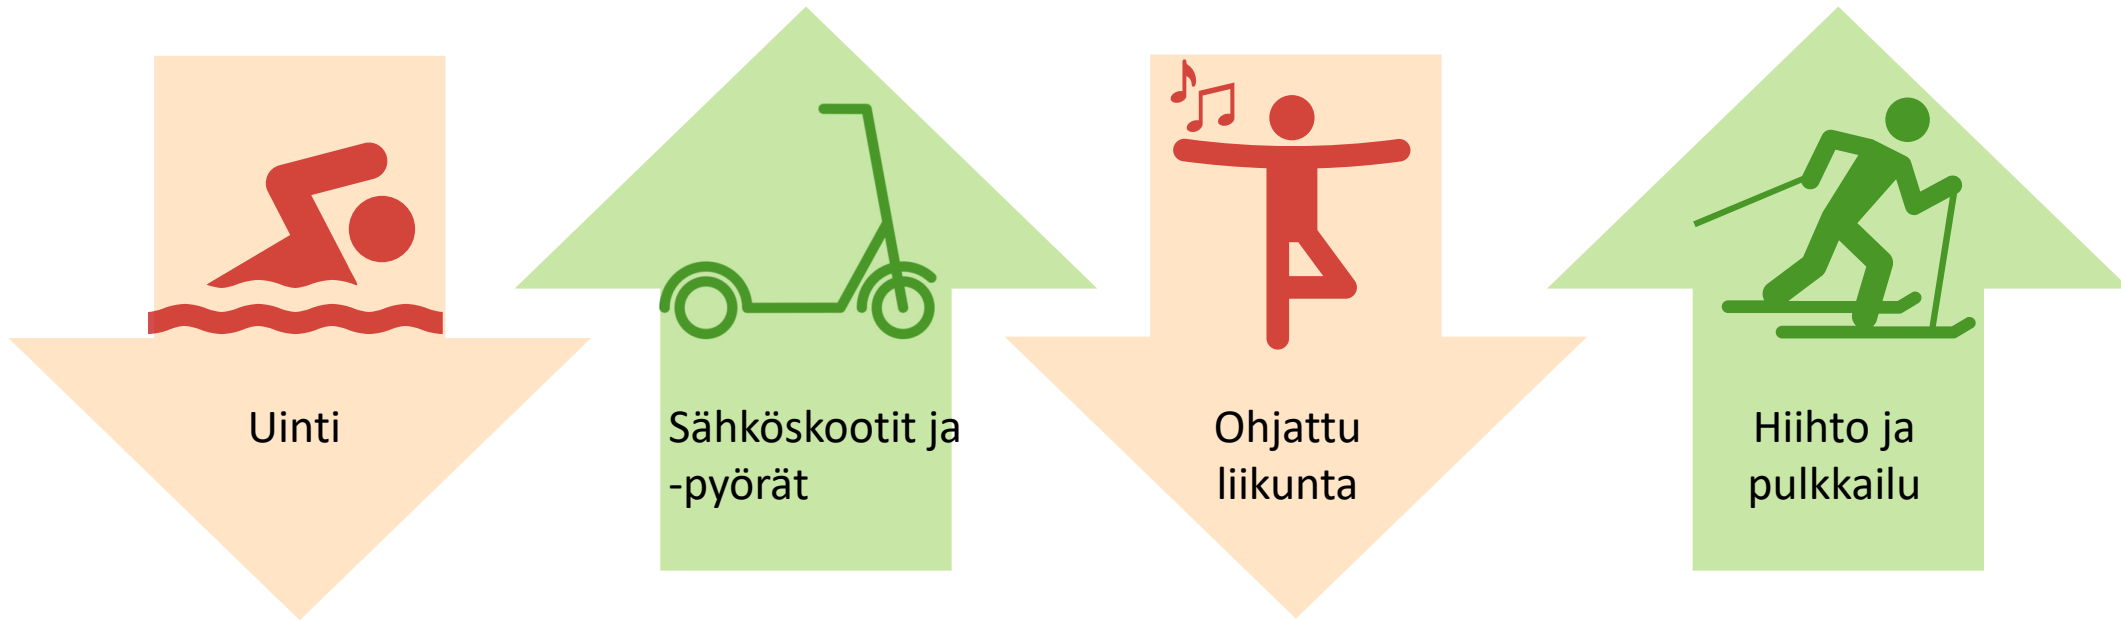 Uinti
Sähköskootit ja
-pyörät
Ohjattu
liikunta
Hiihto ja
pulkkailu